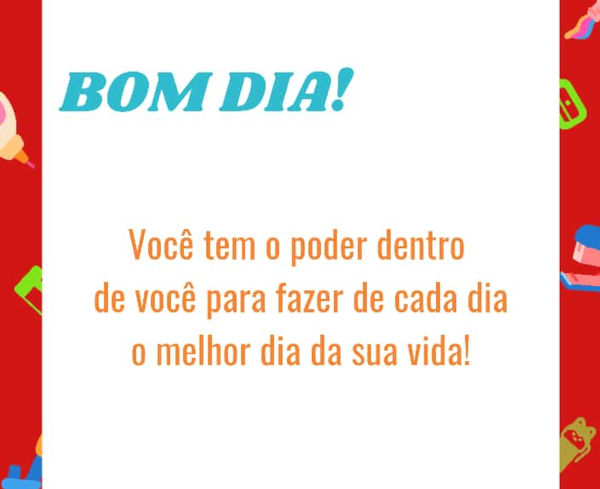 BOM DIA!
Você tem o poder dentro
de você para fazer de cada dia
o melhor dia da sua vida!